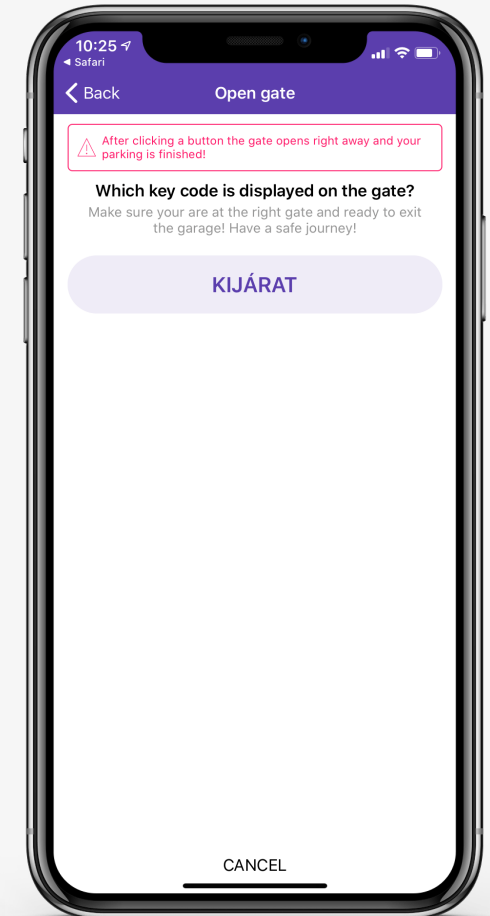 10:25
◀ Safari
Back
Open gate
After clicking a button the gate opens right away and your
parking is finished!
Which key code is displayed on the gate?
Make sure your are at the right gate and ready to exit
the garage! Have a safe journey!
KIJÁRAT
CANCEL